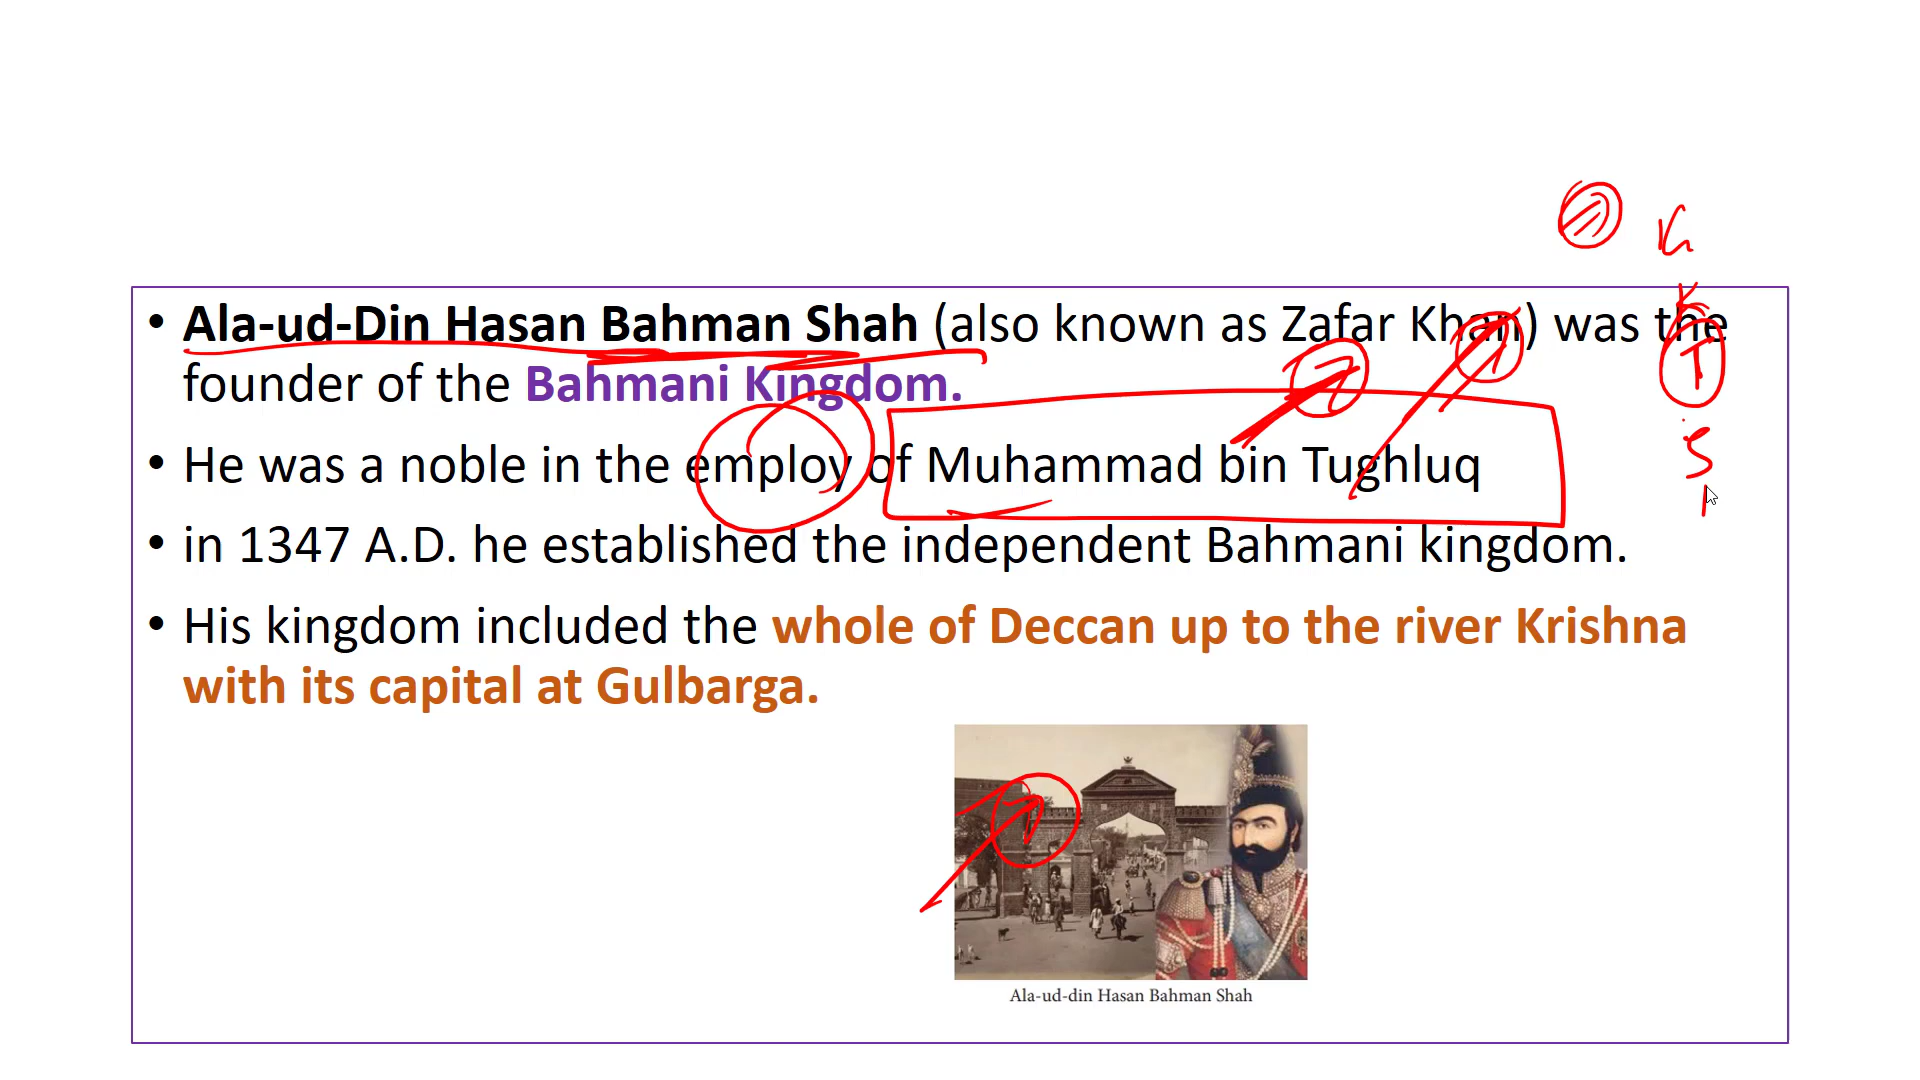 K
K
• Ala-ud-Din Hasan Bahman Shah (also known as Zafar Khan) was the
T
founder of the Bahmani Kingdom.
• He was a noble in the employ of Muhammad bin Tughluq
S
• in 1347 A.D. he established the independent Bahmani kingdom.
• His kingdom included the whole of Deccan up to the river Krishna
with its capital at Gulbarga.
Ala-ud-din Hasan Bahman Shah